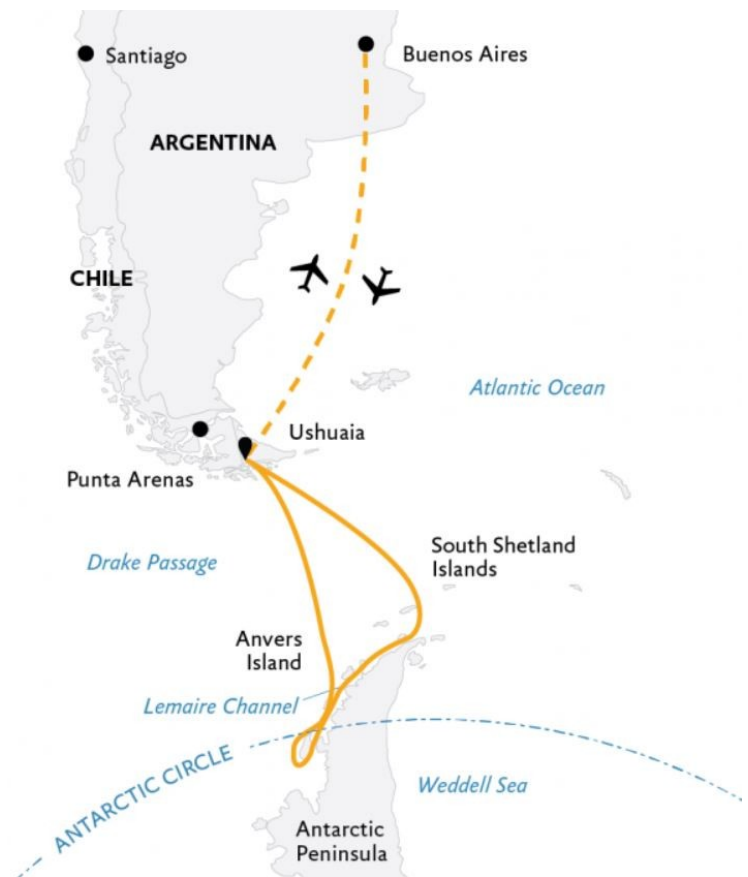 Santiago
Buenos Aires
ARGENTINA
CHILE
Atlantic Ocean
Ushuaia
Punta Arenas
Drake Passage
South Shetland
Islands
Anvers
Island
Lemaire Channel
ANTARCTIC CIRCLE
Weddell Sea
Antarctic
Peninsula